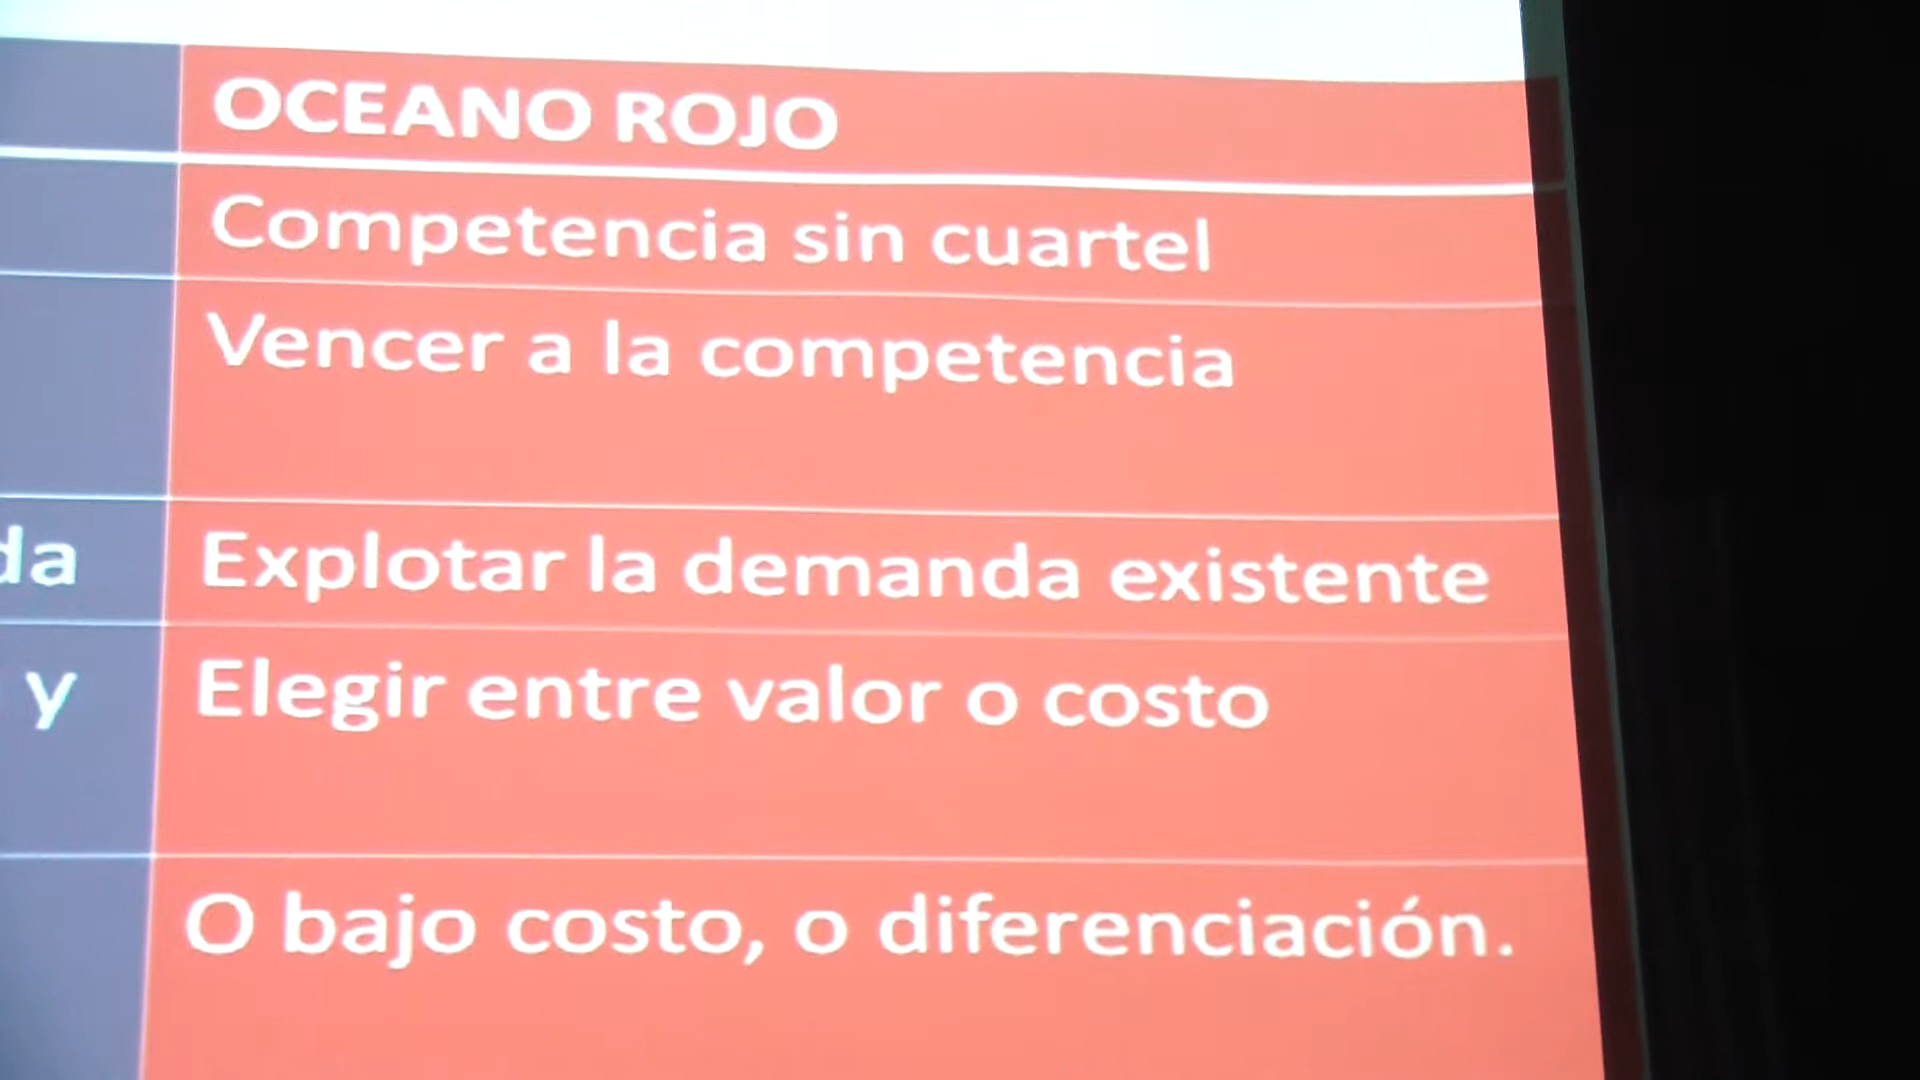 OCEANO ROJO
Competencia sin cuartel
Vencer a la competencia
da Explotar la demanda existente
y Elegir entre valor o costo
O bajo costo, o diferenciación.